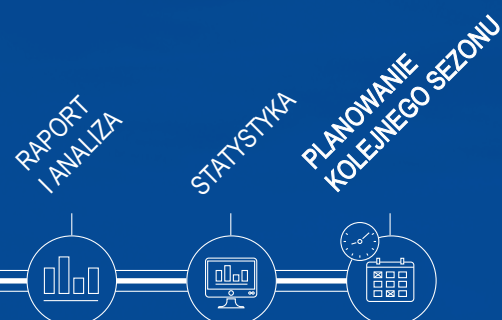 RAPORT
I ANALIZA
STATYSTYKA
PLANOWANIE
KOLEJNEGO SEZONU